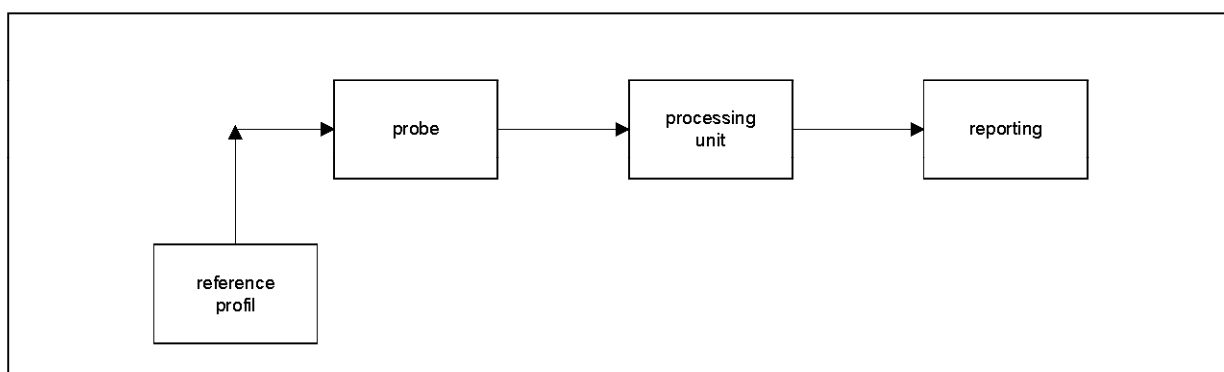 probe
processing
unit
reporting
reference
profil